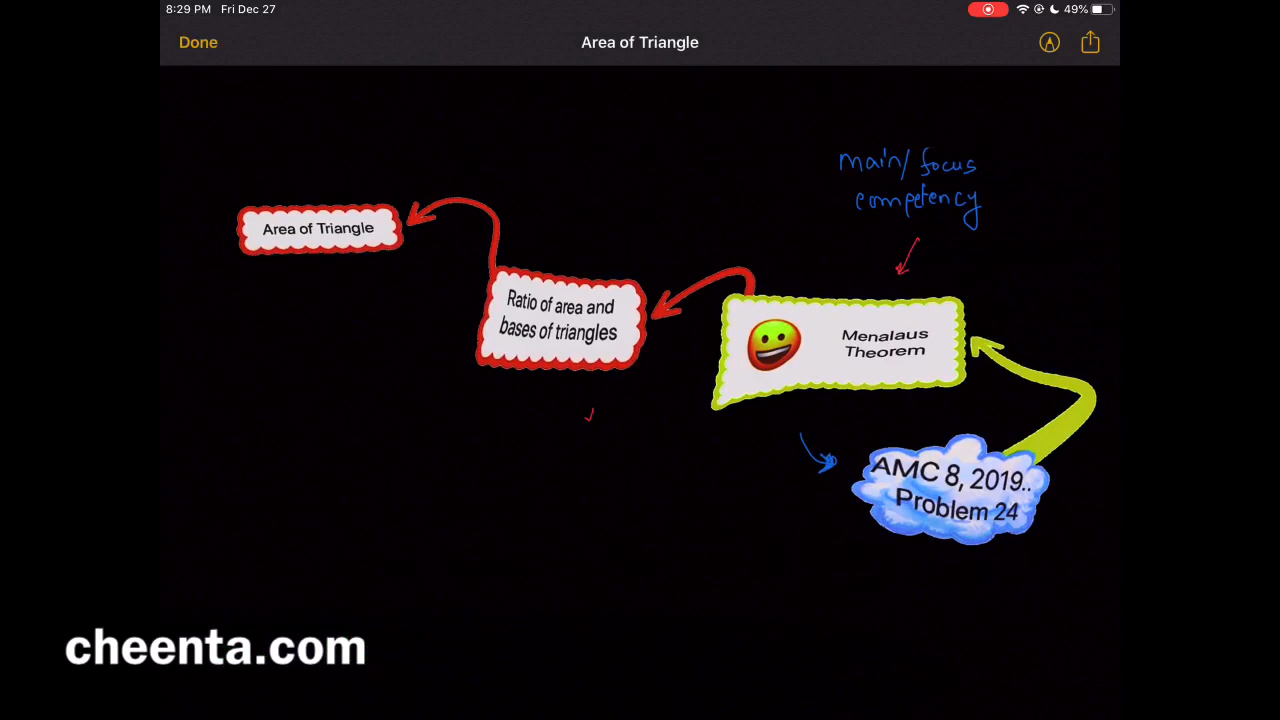 8:29 PM Fri Dec 27
49%
Done
Area of Triangle
main/focus
competency
Area of Triangle
Ratio of area and
bases of triangles
Menalaus
Theorem
AMC 8, 2019..
Problem 24
cheenta.com